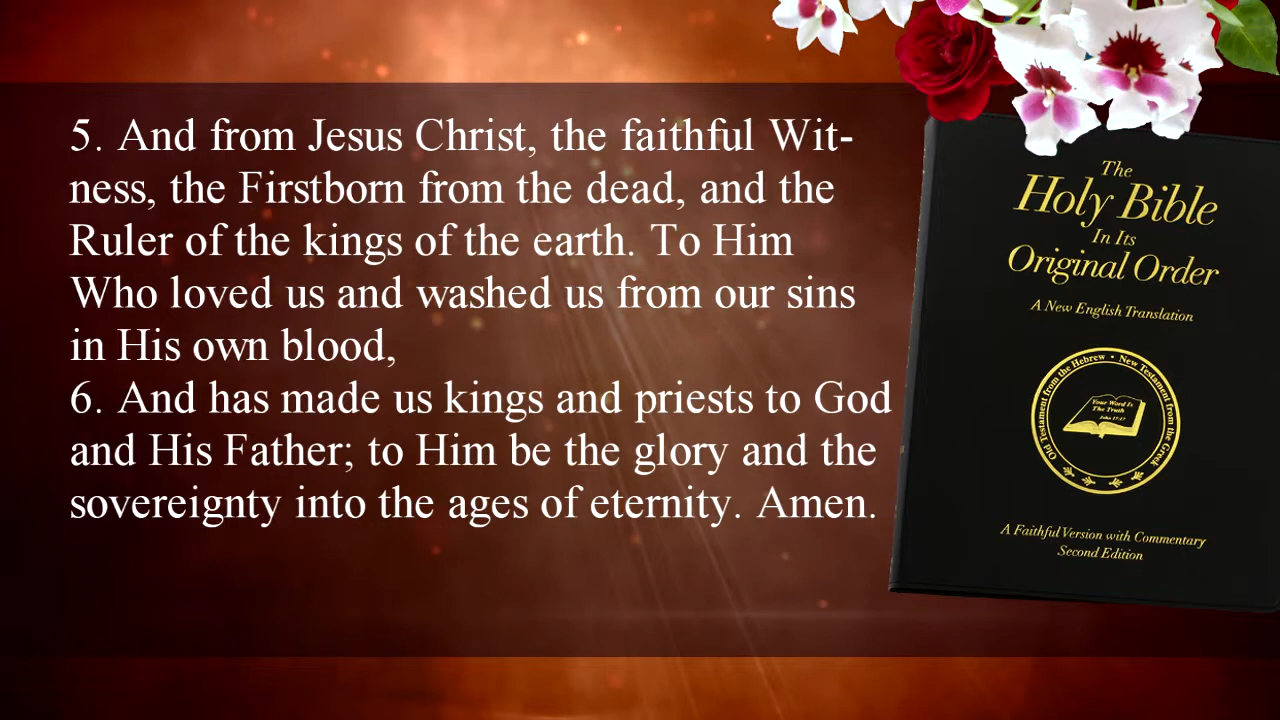 5. And from Jesus Christ, the faithful Wit-
ness, the Firstborn from the dead, and the
Ruler of the kings of the earth. To Him
Who loved us and washed us from our sins
in His own blood,
6. And has made us kings and priests to God
and His Father; to Him be the glory and the
sovereignty into the ages of eternity. Amen.
The
Holy Bible
In Its
Original Order
A New English Translation
Old Testament from the Hebrew • New Testament from the Greek
Your Word Is
The Truth
John 17:17
A Faithful Version with Commentary
Second Edition